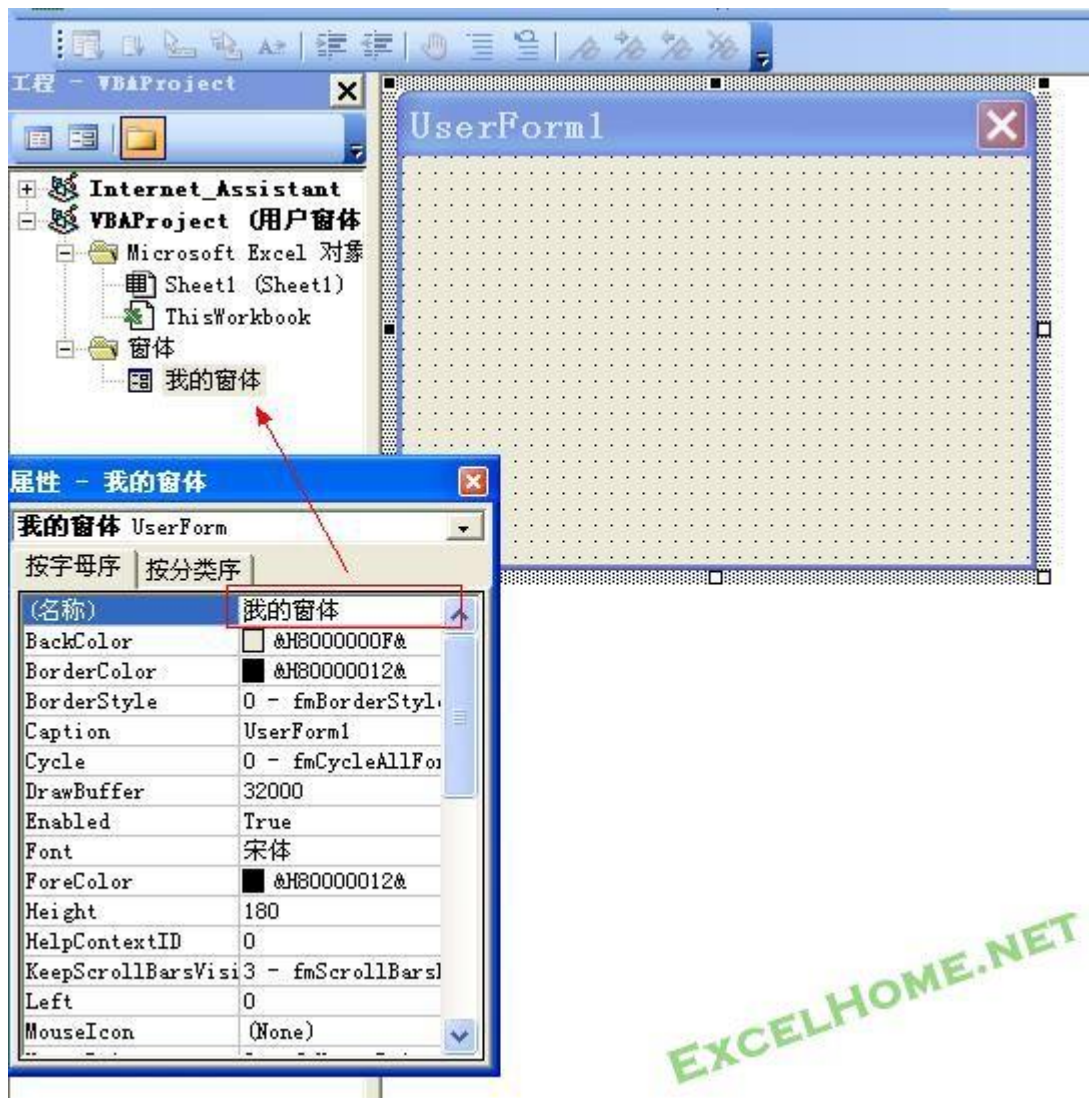 工程 - VBAProject
UserForm1
Internet_Assistant
VBAProject (用户窗体
Microsoft Excel 对象
Sheet1 (Sheet1)
ThisWorkbook
窗体
我的窗体
属性 - 我的窗体
我的窗体 UserForm
按字母序 按分类序
(名称) 我的窗体
BackColor &H8000000F&
BorderColor &H80000012&
BorderStyle 0 - fmBorderStyl
Caption UserForm1
Cycle 0 - fmCycleAllFor
DrawBuffer 32000
Enabled True
Font 宋体
ForeColor &H80000012&
Height 180
HelpContextID 0
KeepScrollBarsVisi 3 - fmScrollBars
Left 0
MouseIcon (None)
EXCELHOME.NET